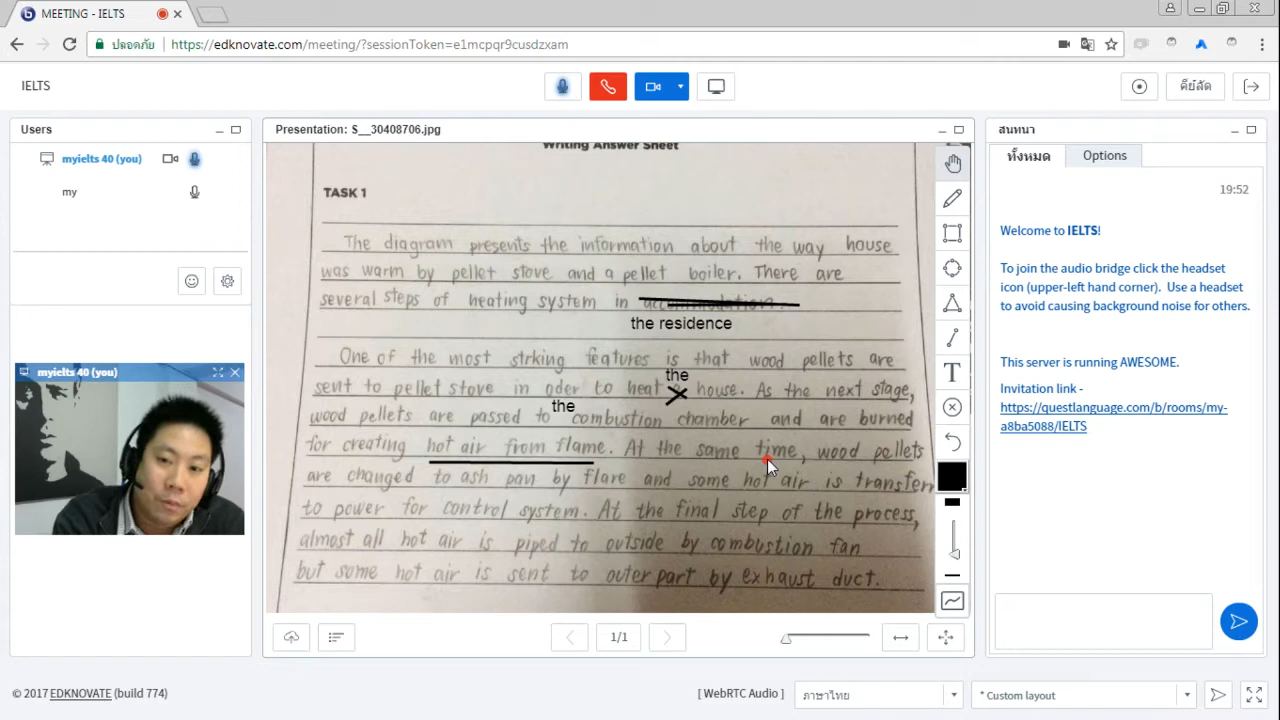 MEETING - IELTS
ปลอดภัย https://edknovate.com/meeting/?sessionToken=e1mcpqr9cusdzxam
IELTS
คีย์ลัด
Users
myielts 40 (you)
my
myielts 40 (you)
Presentation: S__30408706.jpg
Writing Answer Sheet
TASK 1
The diagram presents the information about the way house
was warm by pellet stove and a pellet boiler. There are
several steps of heating system in accommodation.
the residence
One of the most strking features is that wood pellets are
the
sent to pellet stove in oder to heat a house. As the next stage,
the
wood pellets are passed to combustion chamber and are burned
for creating hot air from flame. At the same time, wood pellets
are changed to ash pan by flare and some hot air is transferr
to power for control system. At the final step of the process,
almost all hot air is piped to outside by combustion fan
but some hot air is sent to outer part by exhaust duct.
T
1/1
สนทนา
ทั้งหมด Options
19:52
Welcome to IELTS!
To join the audio bridge click the headset
icon (upper-left hand corner). Use a headset
to avoid causing background noise for others.
This server is running AWESOME.
Invitation link -
https://questlanguage.com/b/rooms/my-
a8ba5088/IELTS
© 2017 EDKNOVATE (build 774)
[ WebRTC Audio ]
ภาษาไทย
* Custom layout